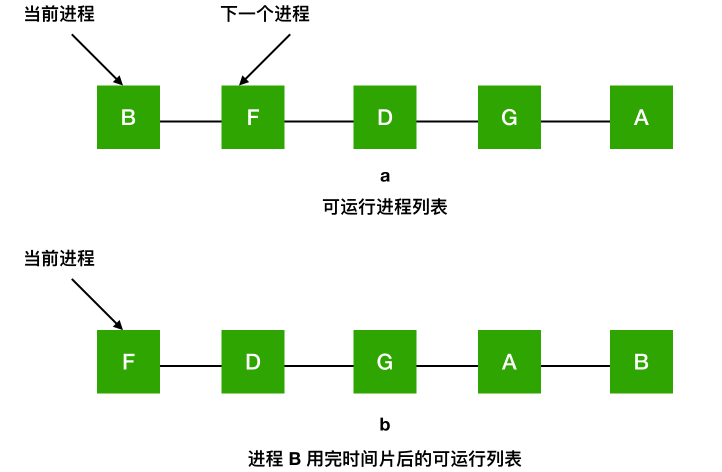 当前进程 下一个进程
B F D G A
a
可运行进程列表
当前进程
F D G A B
b
进程 B 用完时间片后的可运行列表